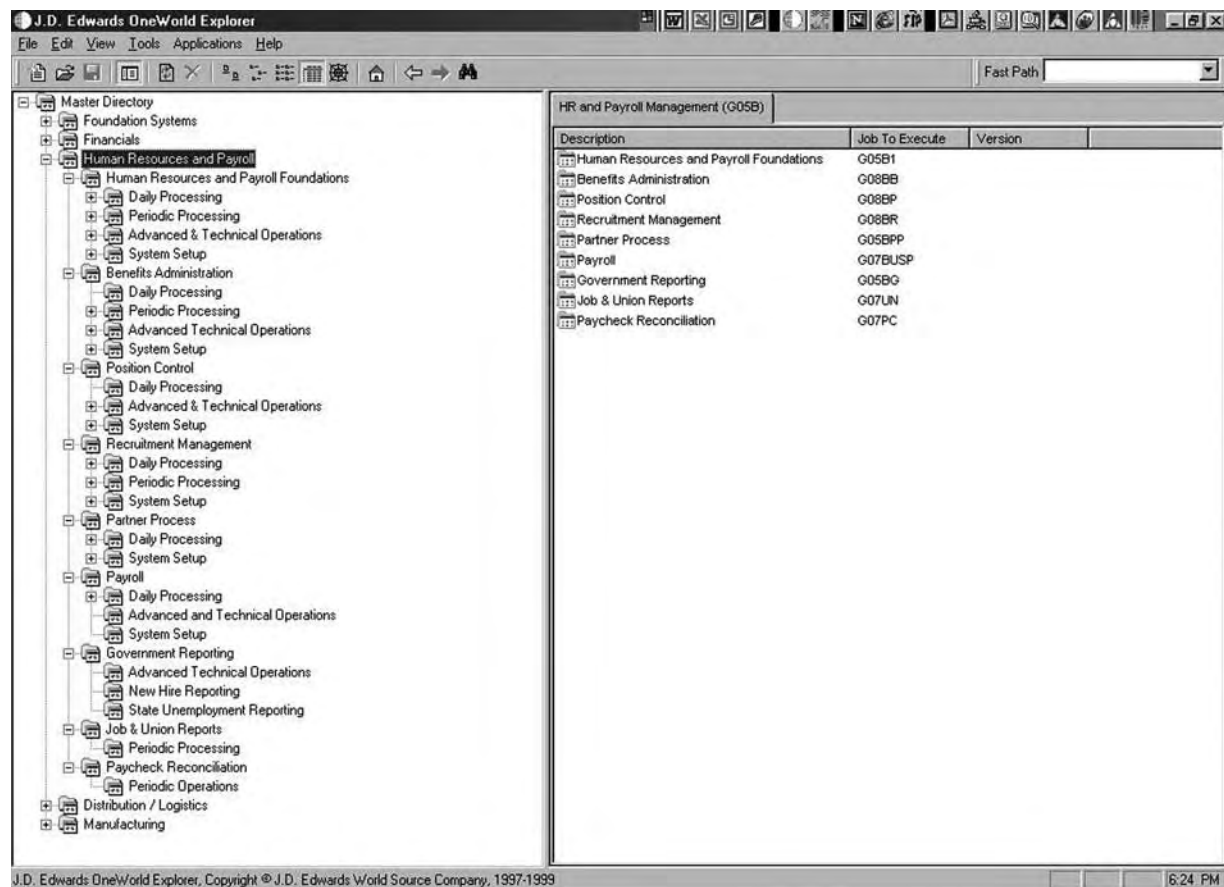 J.D. Edwards OneWorld Explorer
File Edit View Tools Applications Help
Fast Path
Master Directory
Foundation Systems
Financials
Human Resources and Payroll
Human Resources and Payroll Foundations
Daily Processing
Periodic Processing
Advanced & Technical Operations
System Setup
Benefits Administration
Daily Processing
Periodic Processing
Advanced Technical Operations
System Setup
Position Control
Daily Processing
Advanced & Technical Operations
System Setup
Recruitment Management
Daily Processing
Periodic Processing
System Setup
Partner Process
Daily Processing
System Setup
Payroll
Daily Processing
Advanced and Technical Operations
System Setup
Government Reporting
Advanced Technical Operations
New Hire Reporting
State Unemployment Reporting
Job & Union Reports
Periodic Processing
Paycheck Reconciliation
Periodic Operations
Distribution / Logistics
Manufacturing
HR and Payroll Management (G05B)
Description Job To Execute Version
Human Resources and Payroll Foundations G05B1
Benefits Administration G08BB
Position Control G08BP
Recruitment Management G08BR
Partner Process G05BPP
Payroll G07BUSP
Government Reporting G05BG
Job & Union Reports G07UN
Paycheck Reconciliation G07PC
J.D. Edwards OneWorld Explorer, Copyright © J.D. Edwards World Source Company, 1997-1999
6:24 PM